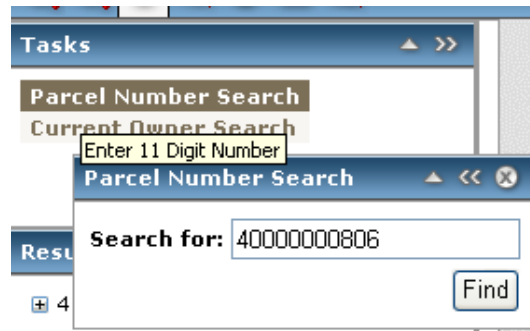 Tasks
Parcel Number Search
Current Owner Search
Enter 11 Digit Number
Parcel Number Search
Search for: 40000000806
Find
4